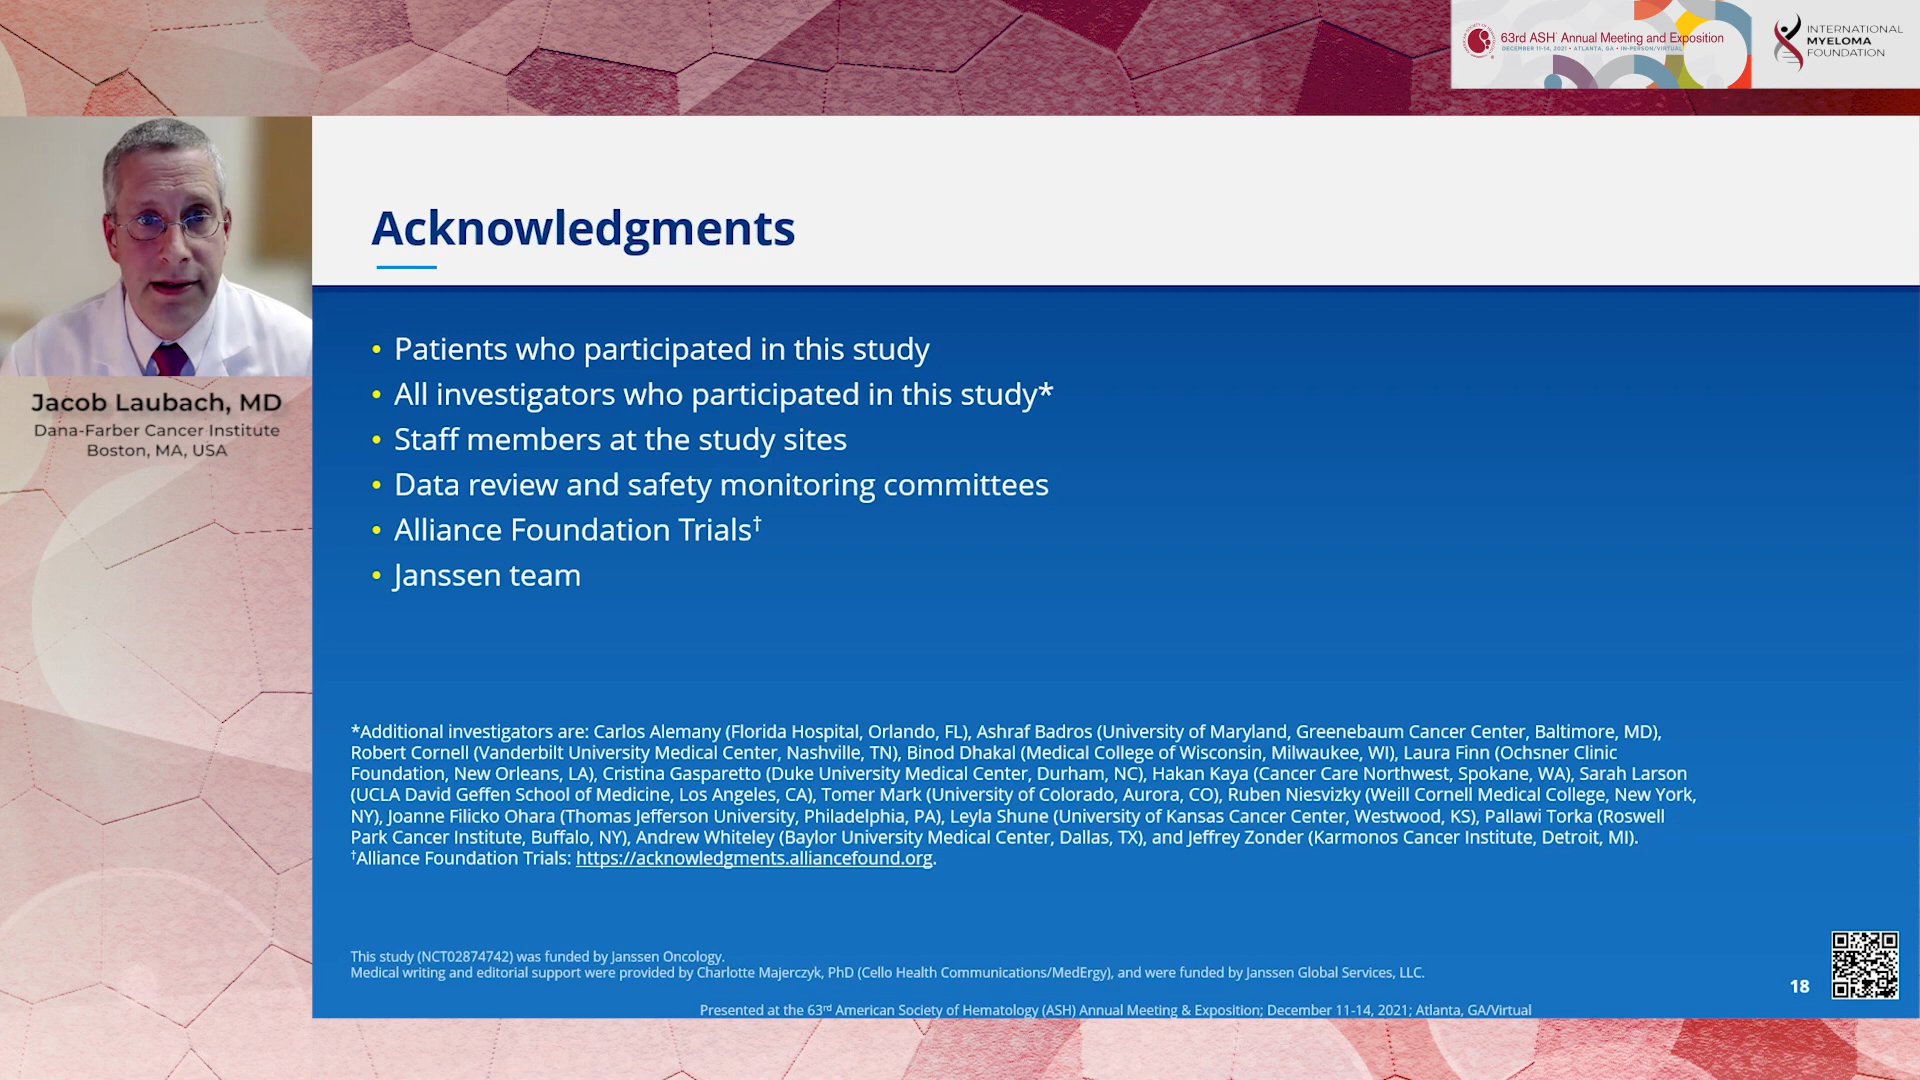 63rd ASH® Annual Meeting and Exposition
DECEMBER 11-14, 2021 • ATLANTA, GA • IN-PERSON/VIRTUAL
INTERNATIONAL
MYELOMA
FOUNDATION
Acknowledgments
Jacob Laubach, MD
Dana-Farber Cancer Institute
Boston, MA, USA
• Patients who participated in this study
• All investigators who participated in this study*
• Staff members at the study sites
• Data review and safety monitoring committees
• Alliance Foundation Trials†
• Janssen team
*Additional investigators are: Carlos Alemany (Florida Hospital, Orlando, FL), Ashraf Badros (University of Maryland, Greenebaum Cancer Center, Baltimore, MD),
Robert Cornell (Vanderbilt University Medical Center, Nashville, TN), Binod Dhakal (Medical College of Wisconsin, Milwaukee, WI), Laura Finn (Ochsner Clinic
Foundation, New Orleans, LA), Cristina Gasparetto (Duke University Medical Center, Durham, NC), Hakan Kaya (Cancer Care Northwest, Spokane, WA), Sarah Larson
(UCLA David Geffen School of Medicine, Los Angeles, CA), Tomer Mark (University of Colorado, Aurora, CO), Ruben Niesvizky (Weill Cornell Medical College, New York,
NY), Joanne Filicko Ohara (Thomas Jefferson University, Philadelphia, PA), Leyla Shune (University of Kansas Cancer Center, Westwood, KS), Pallawi Torka (Roswell
Park Cancer Institute, Buffalo, NY), Andrew Whiteley (Baylor University Medical Center, Dallas, TX), and Jeffrey Zonder (Karmonos Cancer Institute, Detroit, MI).
†Alliance Foundation Trials: https://acknowledgments.alliancefound.org.
This study (NCT02874742) was funded by Janssen Oncology.
Medical writing and editorial support were provided by Charlotte Majerczyk, PhD (Cello Health Communications/MedErgy), and were funded by Janssen Global Services, LLC.
18
Presented at the 63rd American Society of Hematology (ASH) Annual Meeting & Exposition; December 11-14, 2021; Atlanta, GA/Virtual